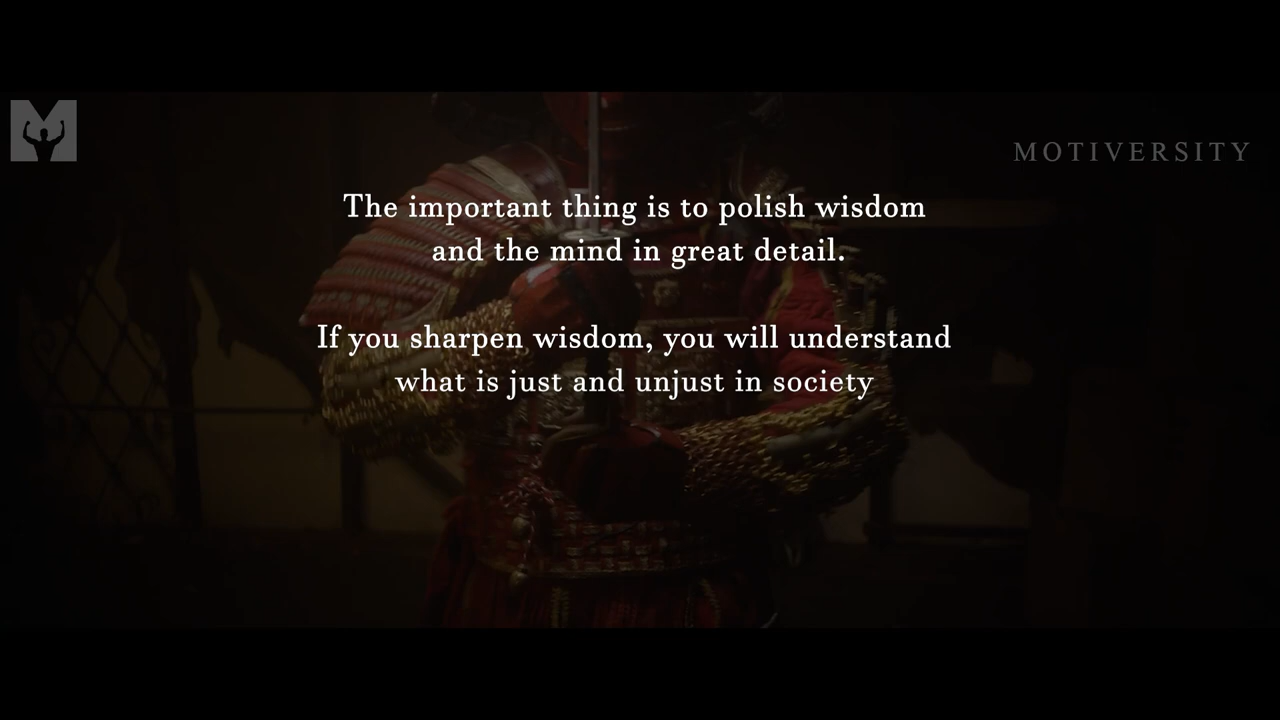 MOTIVERSITY
The important thing is to polish wisdom
and the mind in great detail.
If you sharpen wisdom, you will understand
what is just and unjust in society